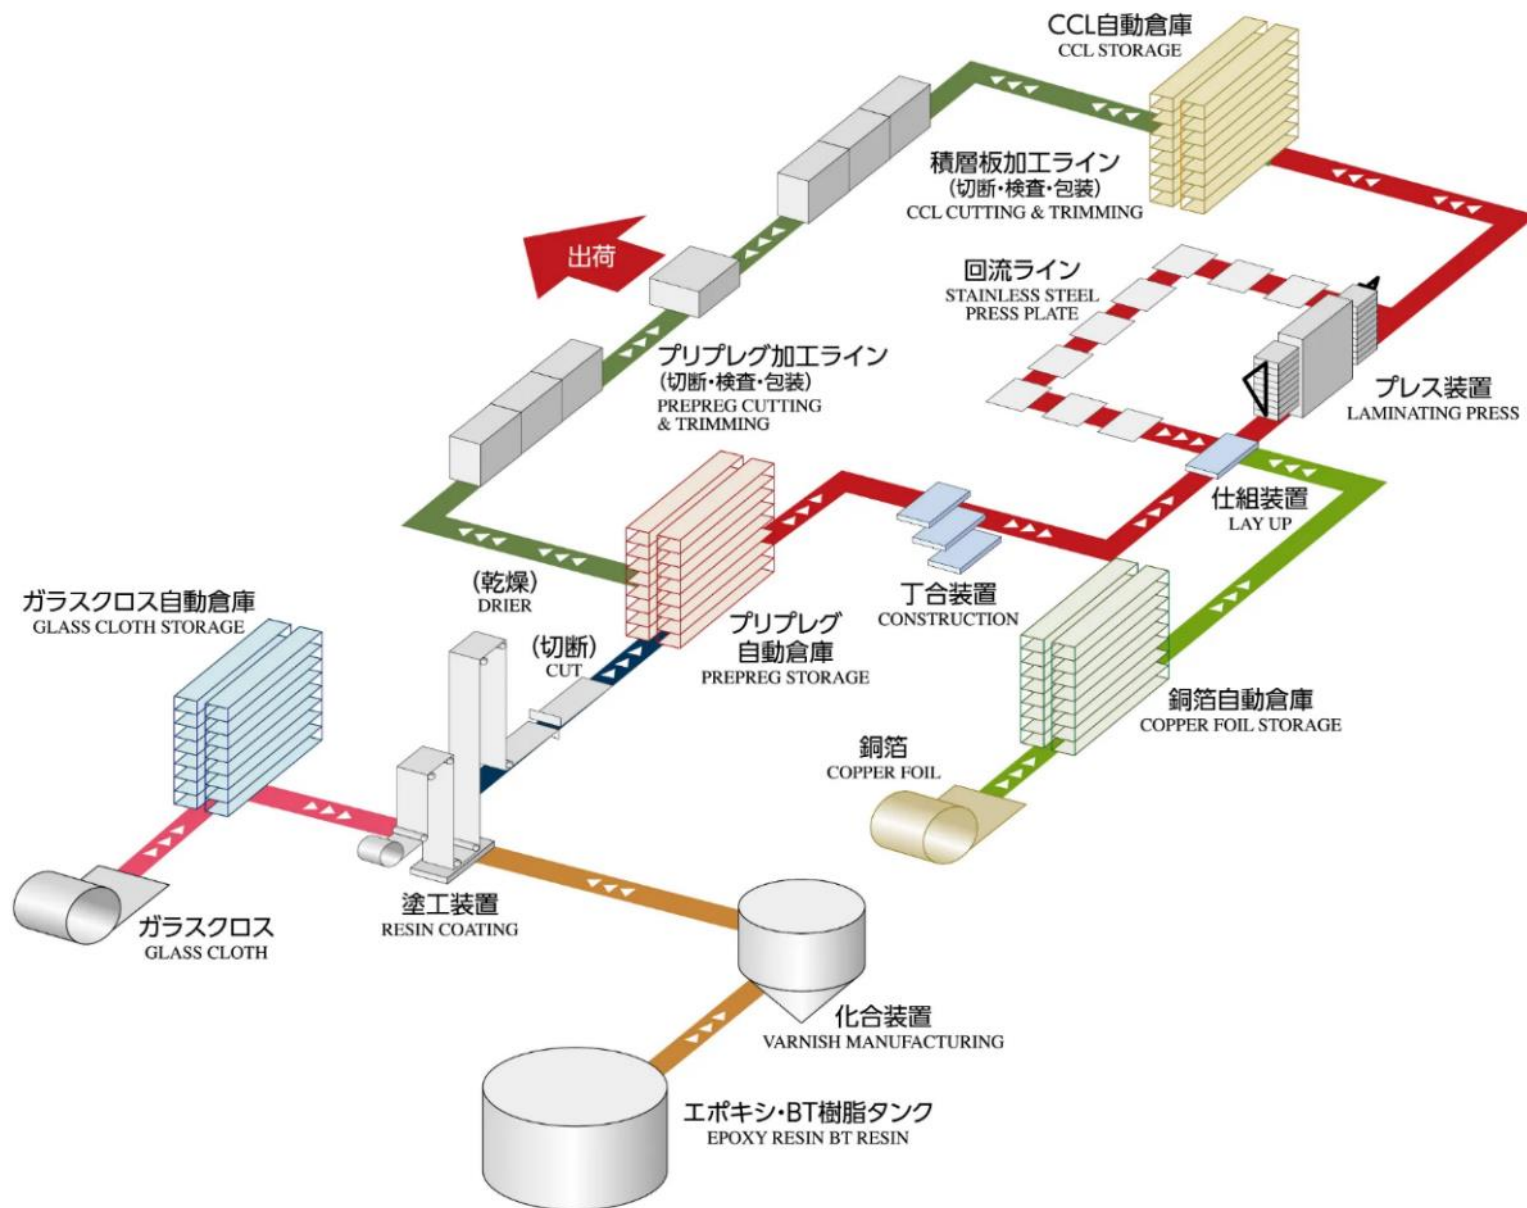 CCL自動倉庫
CCL STORAGE
積層板加工ライン
(切断・検査・包装)
CCL CUTTING & TRIMMING
出荷
回流ライン
STAINLESS STEEL
PRESS PLATE
プリプレグ加工ライン
(切断・検査・包装)
PREPREG CUTTING
& TRIMMING
プレス装置
LAMINATING PRESS
仕組装置
LAY UP
(乾燥)
DRIER
ガラスクロス自動倉庫
GLASS CLOTH STORAGE
(切断)
CUT
プリプレグ
自動倉庫
PREPREG STORAGE
丁合装置
CONSTRUCTION
銅箔自動倉庫
COPPER FOIL STORAGE
銅箔
COPPER FOIL
ガラスクロス
GLASS CLOTH
塗工装置
RESIN COATING
化合装置
VARNISH MANUFACTURING
エポキシ・BT樹脂タンク
EPOXY RESIN BT RESIN